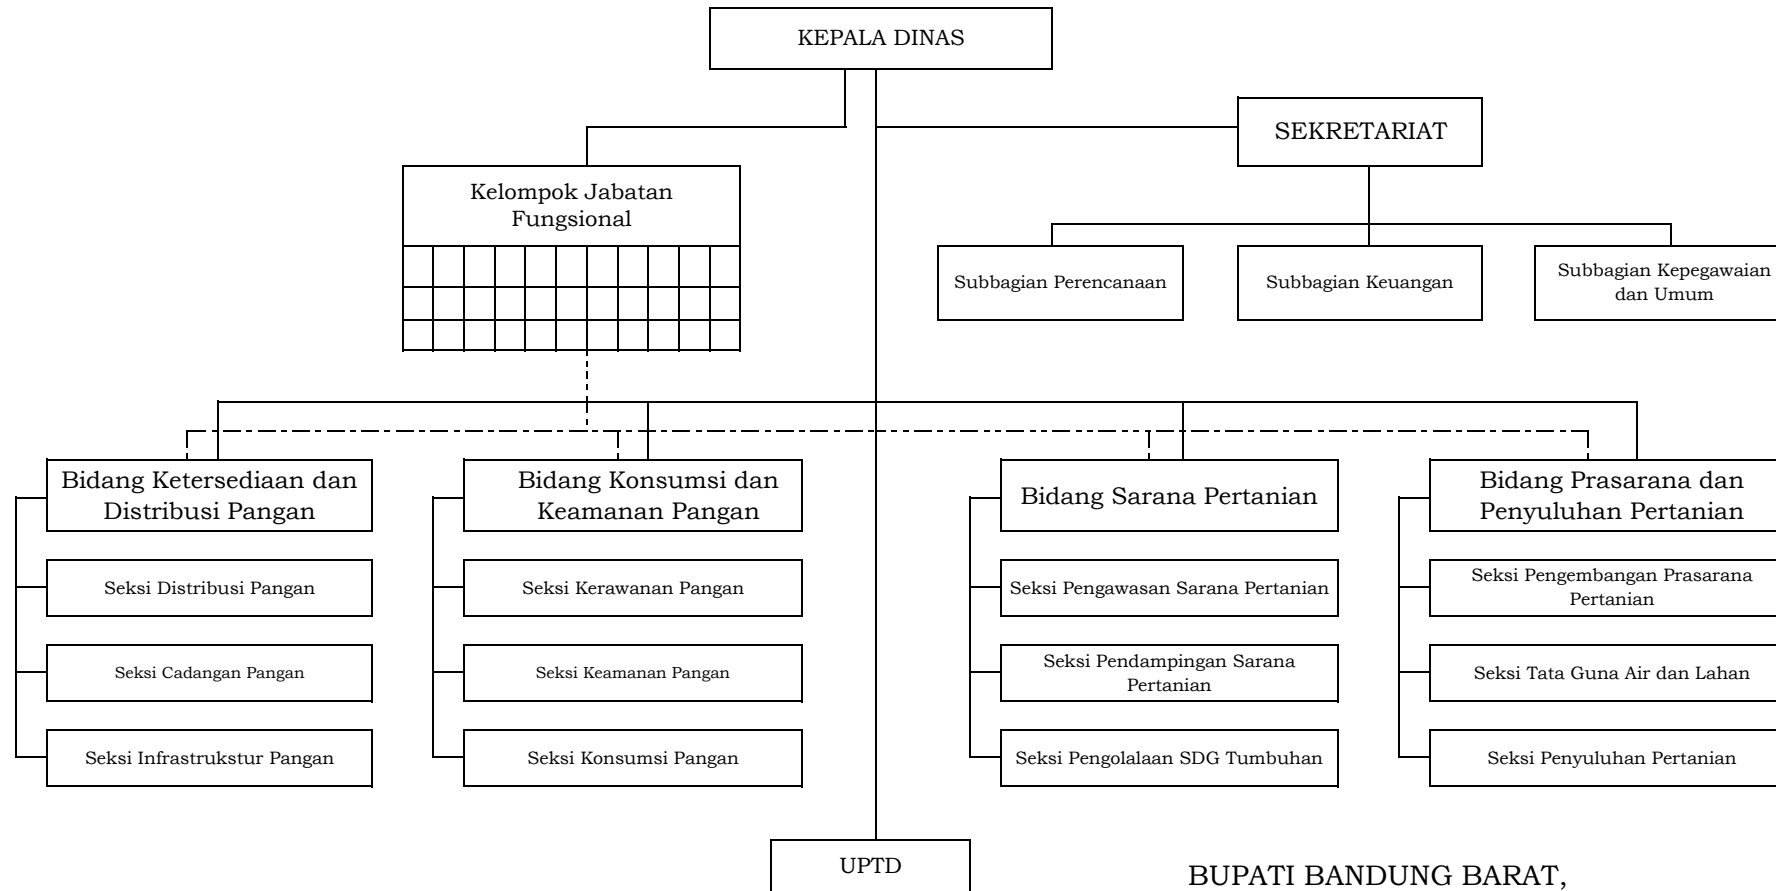 KEPALA DINAS
SEKRETARIAT
Kelompok Jabatan
Fungsional
Subbagian Perencanaan
Subbagian Keuangan
Subbagian Kepegawaian
dan Umum
Bidang Ketersediaan dan
Distribusi Pangan
Bidang Konsumsi dan
Keamanan Pangan
Bidang Sarana Pertanian
Bidang Prasarana dan
Penyuluhan Pertanian
Seksi Distribusi Pangan
Seksi Kerawanan Pangan
Seksi Pengawasan Sarana Pertanian
Seksi Pengembangan Prasarana
Pertanian
Seksi Cadangan Pangan
Seksi Keamanan Pangan
Seksi Pendampingan Sarana
Pertanian
Seksi Tata Guna Air dan Lahan
Seksi Infrastrukstur Pangan
Seksi Konsumsi Pangan
Seksi Pengolalaan SDG Tumbuhan
Seksi Penyuluhan Pertanian
UPTD
BUPATI BANDUNG BARAT,